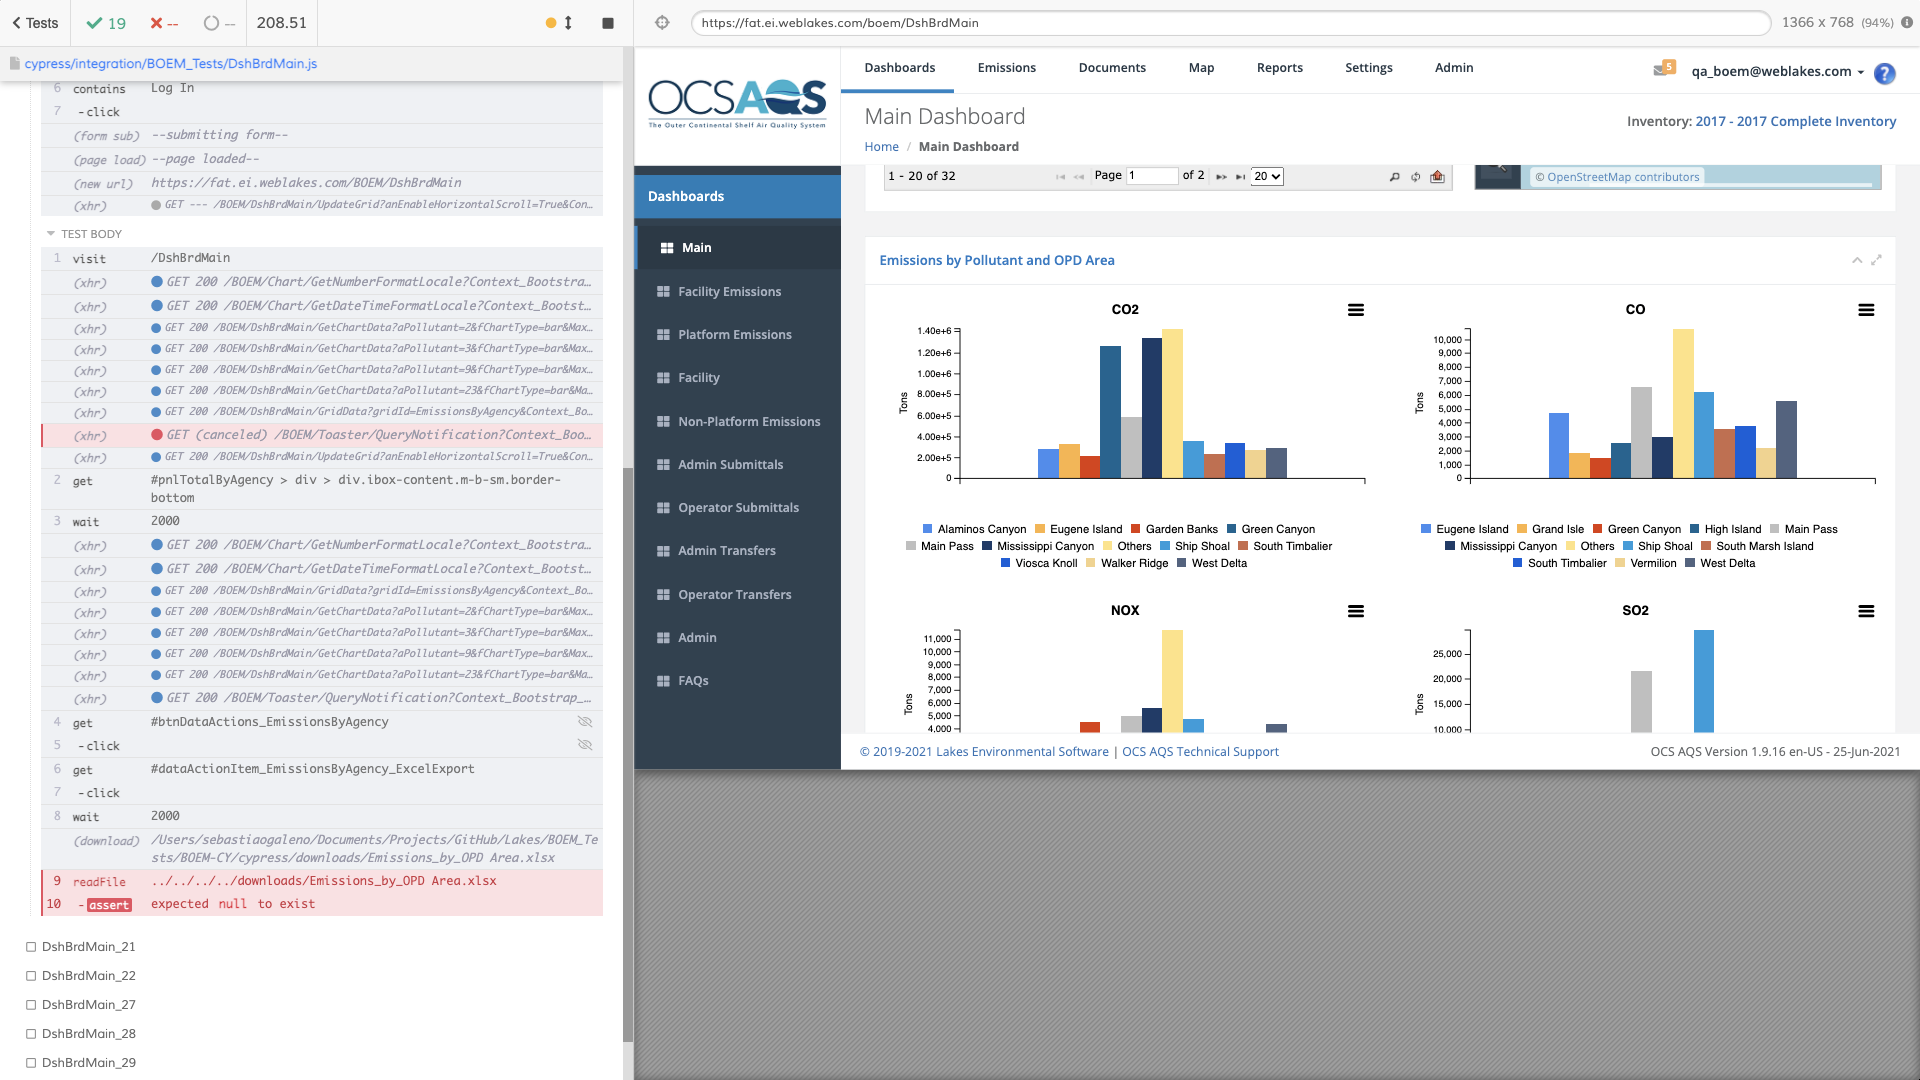 Tests
19
--
--
208.51
https://fat.ei.weblakes.com/boem/DshBrdMain
1366 x 768 (94%)
cypress/integration/BOEM_Tests/DshBrdMain.js
6 contains Log In
7 - click
(form sub) --submitting form--
(page load) --page loaded--
(new url) https://fat.ei.weblakes.com/BOEM/DshBrdMain
(xhr) GET --- /BOEM/DshBrdMain/UpdateGrid?anEnableHorizontalScroll=True&Con…
TEST BODY
1 visit /DshBrdMain
(xhr) GET 200 /BOEM/Chart/GetNumberFormatLocale?Context_Bootstra…
(xhr) GET 200 /BOEM/Chart/GetDateTimeFormatLocale?Context_Bootst…
(xhr) GET 200 /BOEM/DshBrdMain/GetChartData?aPollutant=2&fChartType=bar&Max…
(xhr) GET 200 /BOEM/DshBrdMain/GetChartData?aPollutant=3&fChartType=bar&Max…
(xhr) GET 200 /BOEM/DshBrdMain/GetChartData?aPollutant=9&fChartType=bar&Max…
(xhr) GET 200 /BOEM/DshBrdMain/GetChartData?aPollutant=23&fChartType=bar&Ma…
(xhr) GET 200 /BOEM/DshBrdMain/GridData?gridId=EmissionsByAgency&Context_Bo…
(xhr) GET (canceled) /BOEM/Toaster/QueryNotification?Context_Boo…
(xhr) GET 200 /BOEM/DshBrdMain/UpdateGrid?anEnableHorizontalScroll=True&Con…
2 get #pnlTotalByAgency > div > div.ibox-content.m-b-sm.border-
bottom
3 wait 2000
(xhr) GET 200 /BOEM/Chart/GetNumberFormatLocale?Context_Bootstra…
(xhr) GET 200 /BOEM/Chart/GetDateTimeFormatLocale?Context_Bootst…
(xhr) GET 200 /BOEM/DshBrdMain/GridData?gridId=EmissionsByAgency&Context_Bo…
(xhr) GET 200 /BOEM/DshBrdMain/GetChartData?aPollutant=2&fChartType=bar&Max…
(xhr) GET 200 /BOEM/DshBrdMain/GetChartData?aPollutant=3&fChartType=bar&Max…
(xhr) GET 200 /BOEM/DshBrdMain/GetChartData?aPollutant=9&fChartType=bar&Max…
(xhr) GET 200 /BOEM/DshBrdMain/GetChartData?aPollutant=23&fChartType=bar&Ma…
(xhr) GET 200 /BOEM/Toaster/QueryNotification?Context_Bootstrap_…
4 get #btnDataActions_EmissionsByAgency
5 - click
6 get #dataActionItem_EmissionsByAgency_ExcelExport
7 - click
8 wait 2000
(download) /Users/sebastiaogaleno/Documents/Projects/GitHub/Lakes/BOEM_Te
sts/BOEM-CY/cypress/downloads/Emissions_by_OPD Area.xlsx
9 readFile ../../../../downloads/Emissions_by_OPD Area.xlsx
10 - assert expected null to exist
DshBrdMain_21
DshBrdMain_22
DshBrdMain_27
DshBrdMain_28
DshBrdMain_29
OCSAQS
The Outer Continental Shelf Air Quality System
Dashboards
Emissions
Documents
Map
Reports
Settings
Admin
5
qa_boem@weblakes.com
?
Main Dashboard
Inventory: 2017 - 2017 Complete Inventory
Home / Main Dashboard
Dashboards
Main
Facility Emissions
Platform Emissions
Facility
Non-Platform Emissions
Admin Submittals
Operator Submittals
Admin Transfers
Operator Transfers
Admin
FAQs
1 - 20 of 32
Page 1 of 2
20
© OpenStreetMap contributors
Emissions by Pollutant and OPD Area
CO2
1.40e+6
1.20e+6
1.00e+6
8.00e+5
6.00e+5
4.00e+5
2.00e+5
0
Tons
Alaminos Canyon Eugene Island Garden Banks Green Canyon
Main Pass Mississippi Canyon Others Ship Shoal South Timbalier
Viosca Knoll Walker Ridge West Delta
CO
10,000
9,000
8,000
7,000
6,000
5,000
4,000
3,000
2,000
1,000
0
Tons
Eugene Island Grand Isle Green Canyon High Island Main Pass
Mississippi Canyon Others Ship Shoal South Marsh Island
South Timbalier Vermilion West Delta
NOX
11,000
10,000
9,000
8,000
7,000
6,000
5,000
4,000
Tons
SO2
25,000
20,000
15,000
10,000
Tons
© 2019-2021 Lakes Environmental Software | OCS AQS Technical Support
OCS AQS Version 1.9.16 en-US - 25-Jun-2021